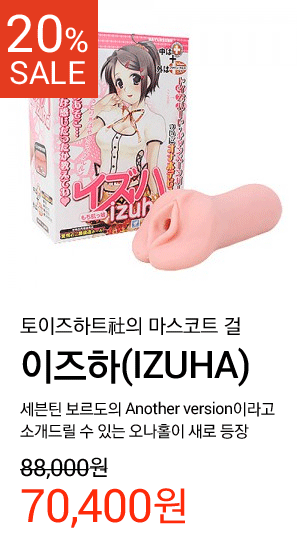 20%
SALE
イズハ
izuha
토이즈하트社의 마스코트 걸
이즈하(IZUHA)
세븐틴 보르도의 Another version이라고
소개드릴 수 있는 오나홀이 새로 등장
88,000원
70,400원